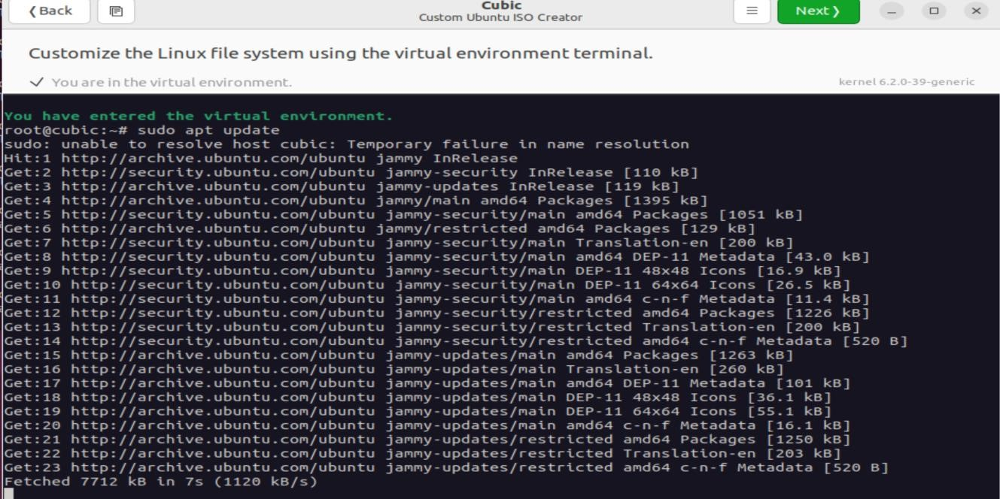 Back
Cubic
Custom Ubuntu ISO Creator
Next
Customize the Linux file system using the virtual environment terminal.
You are in the virtual environment.
kernel 6.2.0-39-generic
You have entered the virtual environment.
root@cubic:~# sudo apt update
sudo: unable to resolve host cubic: Temporary failure in name resolution
Hit:1 http://archive.ubuntu.com/ubuntu jammy InRelease
Get:2 http://security.ubuntu.com/ubuntu jammy-security InRelease [110 kB]
Get:3 http://archive.ubuntu.com/ubuntu jammy-updates InRelease [119 kB]
Get:4 http://archive.ubuntu.com/ubuntu jammy/main amd64 Packages [1395 kB]
Get:5 http://security.ubuntu.com/ubuntu jammy-security/main amd64 Packages [1051 kB]
Get:6 http://archive.ubuntu.com/ubuntu jammy/restricted amd64 Packages [129 kB]
Get:7 http://security.ubuntu.com/ubuntu jammy-security/main Translation-en [200 kB]
Get:8 http://security.ubuntu.com/ubuntu jammy-security/main amd64 DEP-11 Metadata [43.0 kB]
Get:9 http://security.ubuntu.com/ubuntu jammy-security/main DEP-11 48x48 Icons [16.9 kB]
Get:10 http://security.ubuntu.com/ubuntu jammy-security/main DEP-11 64x64 Icons [26.5 kB]
Get:11 http://security.ubuntu.com/ubuntu jammy-security/main amd64 c-n-f Metadata [11.4 kB]
Get:12 http://security.ubuntu.com/ubuntu jammy-security/restricted amd64 Packages [1226 kB]
Get:13 http://security.ubuntu.com/ubuntu jammy-security/restricted Translation-en [200 kB]
Get:14 http://security.ubuntu.com/ubuntu jammy-security/restricted amd64 c-n-f Metadata [520 B]
Get:15 http://archive.ubuntu.com/ubuntu jammy-updates/main amd64 Packages [1263 kB]
Get:16 http://archive.ubuntu.com/ubuntu jammy-updates/main Translation-en [260 kB]
Get:17 http://archive.ubuntu.com/ubuntu jammy-updates/main amd64 DEP-11 Metadata [101 kB]
Get:18 http://archive.ubuntu.com/ubuntu jammy-updates/main DEP-11 48x48 Icons [36.1 kB]
Get:19 http://archive.ubuntu.com/ubuntu jammy-updates/main DEP-11 64x64 Icons [55.1 kB]
Get:20 http://archive.ubuntu.com/ubuntu jammy-updates/main amd64 c-n-f Metadata [16.1 kB]
Get:21 http://archive.ubuntu.com/ubuntu jammy-updates/restricted amd64 Packages [1250 kB]
Get:22 http://archive.ubuntu.com/ubuntu jammy-updates/restricted Translation-en [203 kB]
Get:23 http://archive.ubuntu.com/ubuntu jammy-updates/restricted amd64 c-n-f Metadata [520 B]
Fetched 7712 kB in 7s (1120 kB/s)